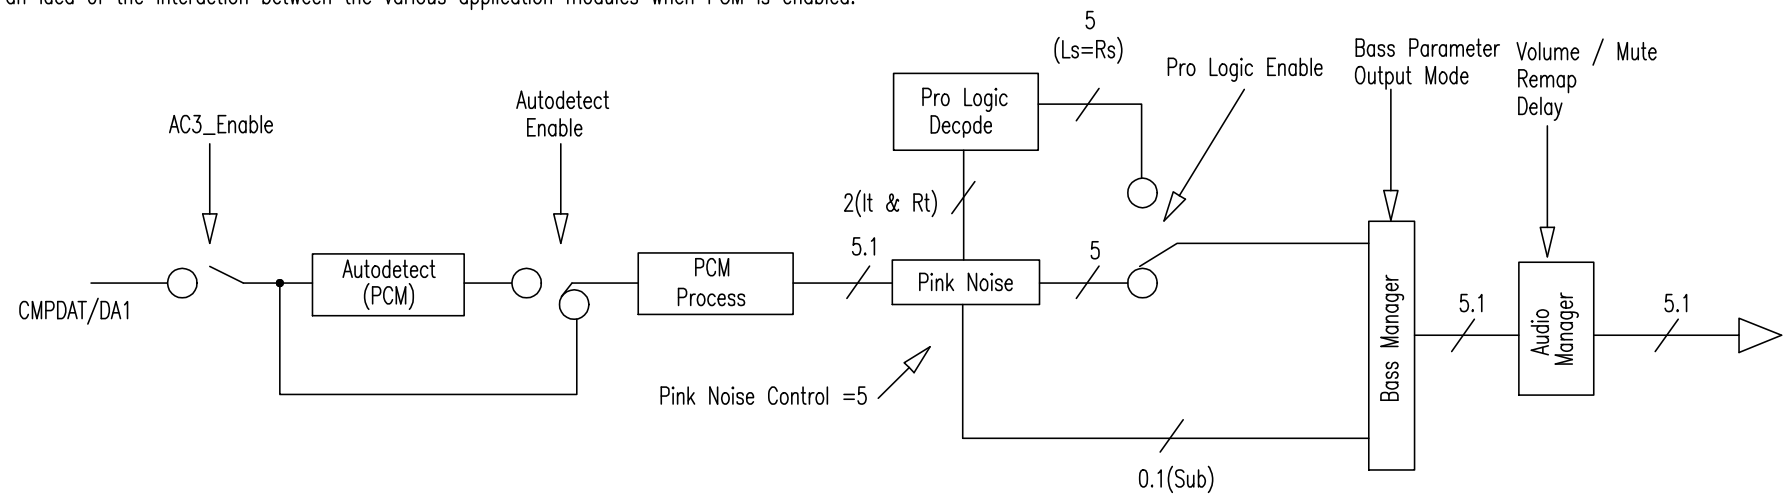 an idea of the interaction between the various application modules when PCM is enabled.
5
(Ls=Rs)
Pro Logic Enable
Bass Parameter
Output Mode
Volume / Mute
Remap
Delay
AC3_Enable
Autodetect
Enable
Pro Logic
Decode
2(lt & Rt)
CMPDAT/DA1
Autodetect
(PCM)
PCM
Process
5.1
Pink Noise
5
Pink Noise Control =5
0.1(Sub)
Bass Manager
5.1
Audio
Manager
5.1